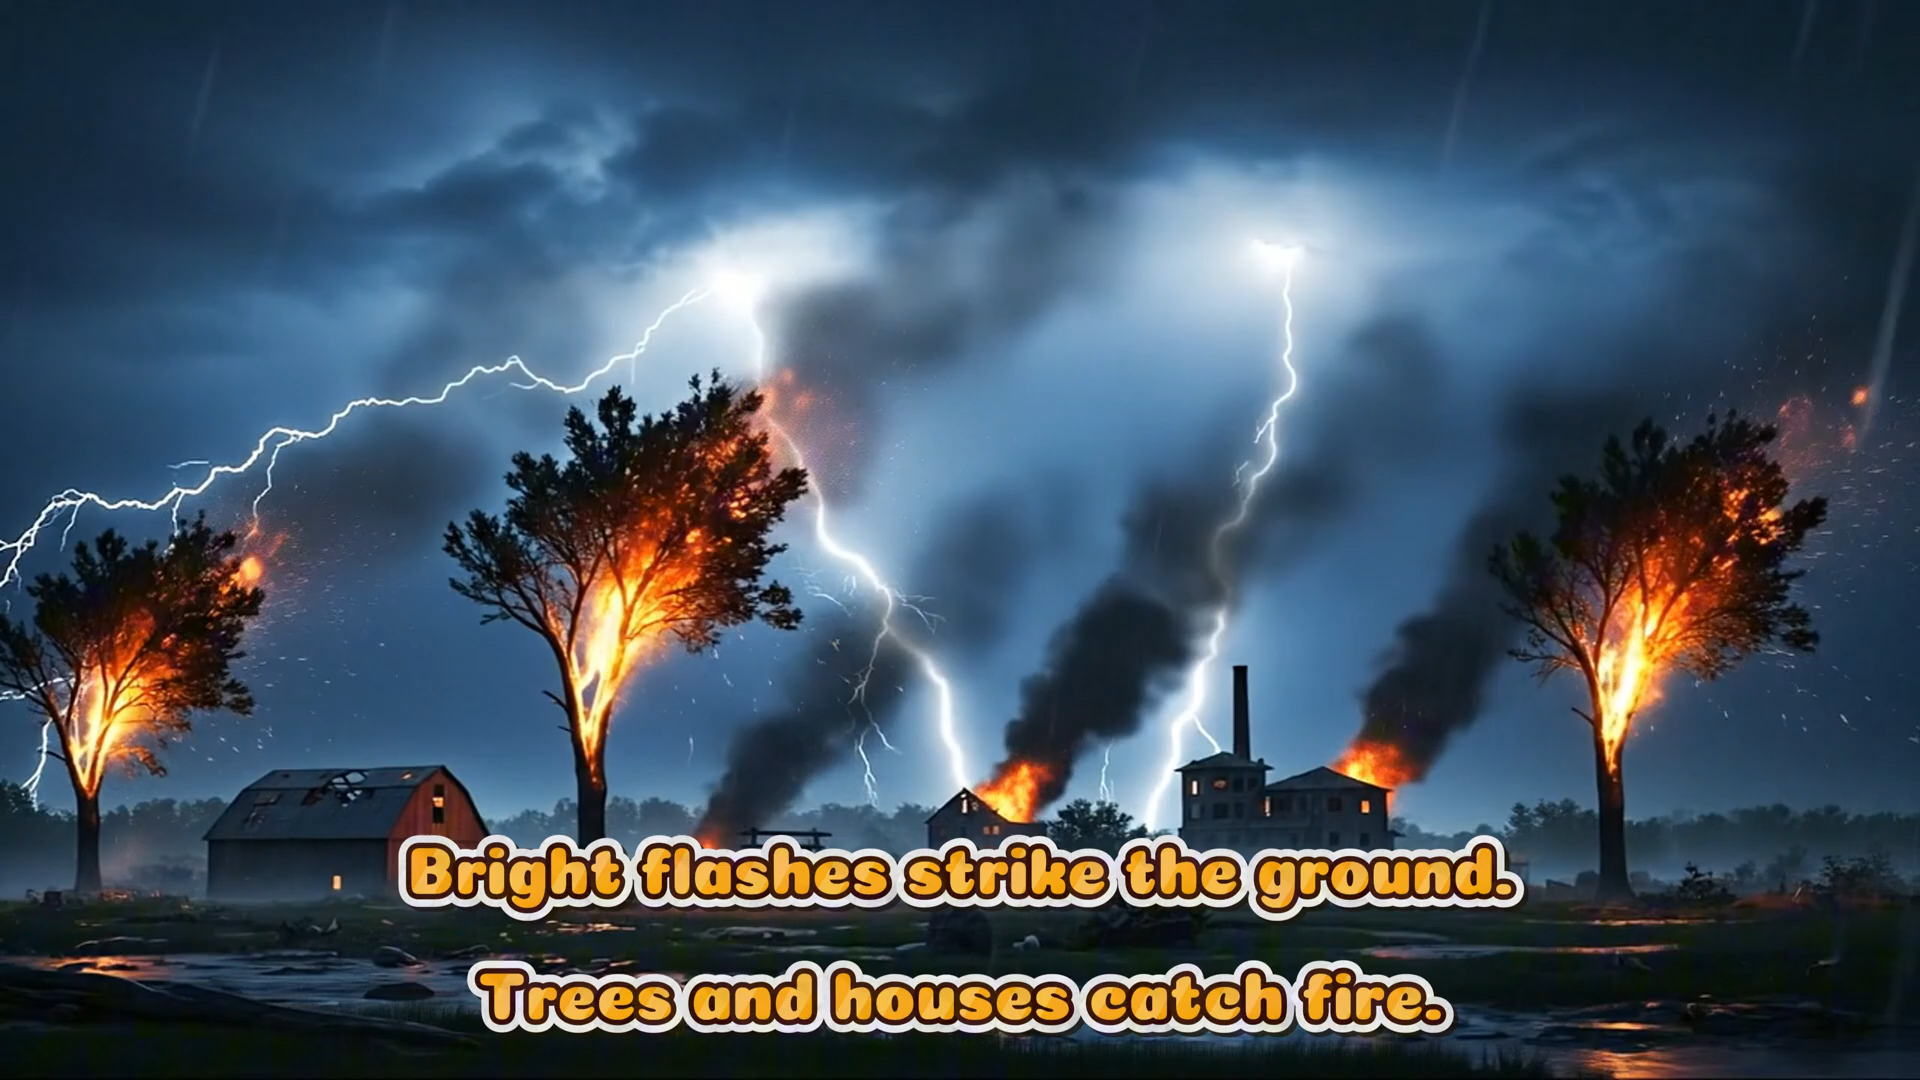 Bright flashes strike the ground.
Trees and houses catch fire.